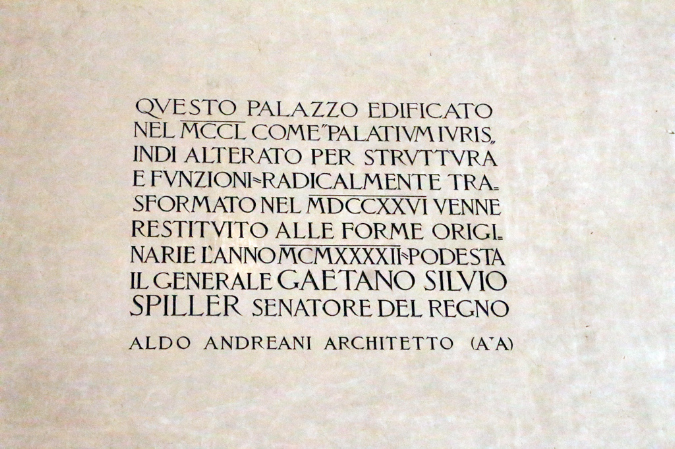 QVESTO PALAZZO EDIFICATO
NEL MCCL COME "PALATIVM IVRIS„
INDI ALTERATO PER STRVTTVRA
E FVNZIONI = RADICALMENTE TRA=
SFORMATO NEL MDCCXXVI VENNE
RESTITVITO ALLE FORME ORIGI=
NARIE L'ANNO MCMXXXXII = PODESTA
IL GENERALE GAETANO SILVIO
SPILLER SENATORE DEL REGNO
ALDO ANDREANI ARCHITETTO (A*A)